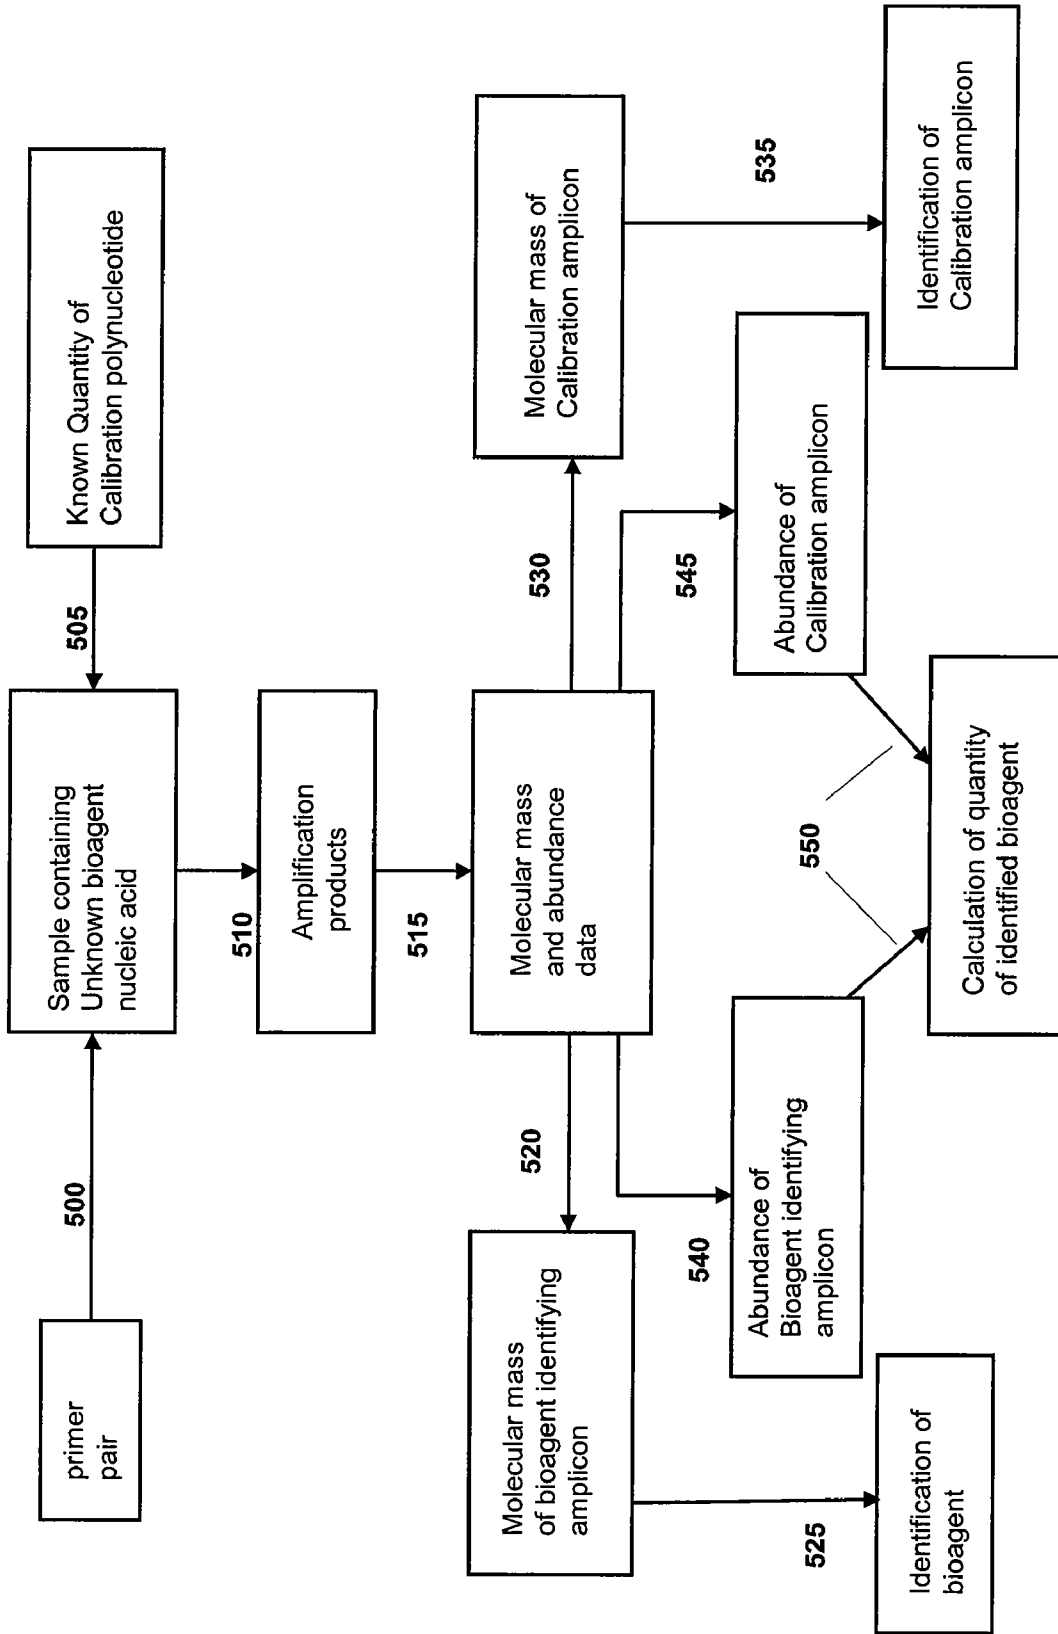 primer
pair
500
Sample containing
Unknown bioagent
nucleic acid
505
Known Quantity of
Calibration polynucleotide
510
Amplification
products
515
Molecular mass
and abundance
data
520
Molecular mass
of bioagent identifying
amplicon
525
Identification of
bioagent
530
Molecular mass of
Calibration amplicon
535
Identification of
Calibration amplicon
540
Abundance of
Bioagent identifying
amplicon
545
Abundance of
Calibration amplicon
550
Calculation of quantity
of identified bioagent